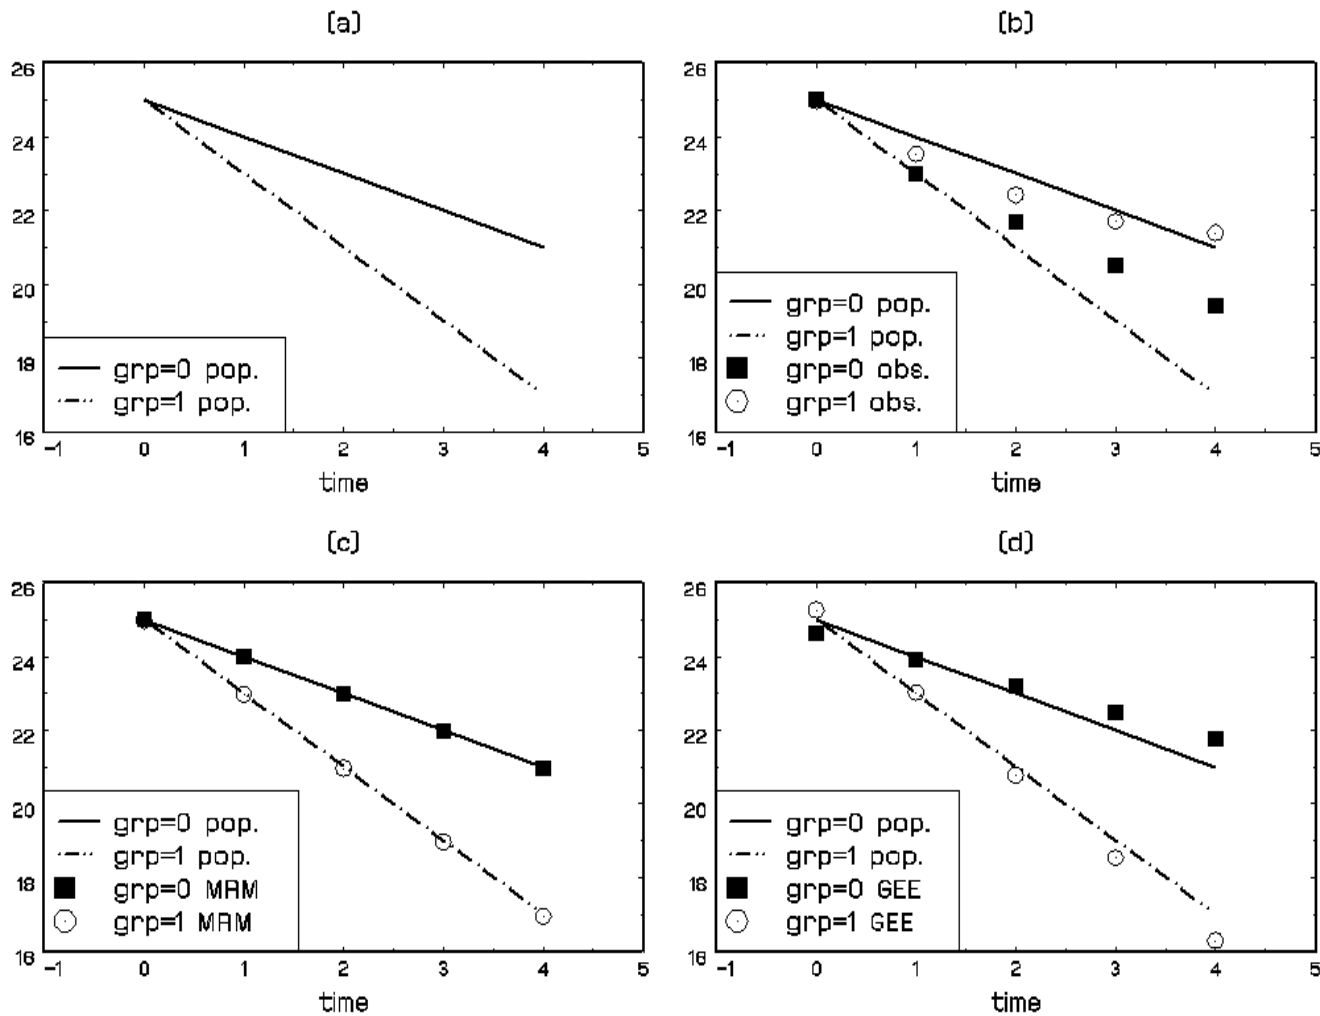 (a)
26
24
22
20
18
16
-1 0 1 2 3 4 5
time
grp=0 pop.
grp=1 pop.
(b)
26
24
22
20
18
16
-1 0 1 2 3 4 5
time
grp=0 pop.
grp=1 pop.
grp=0 obs.
grp=1 obs.
(c)
26
24
22
20
18
16
-1 0 1 2 3 4 5
time
grp=0 pop.
grp=1 pop.
grp=0 MRM
grp=1 MRM
(d)
26
24
22
20
18
16
-1 0 1 2 3 4 5
time
grp=0 pop.
grp=1 pop.
grp=0 GEE
grp=1 GEE